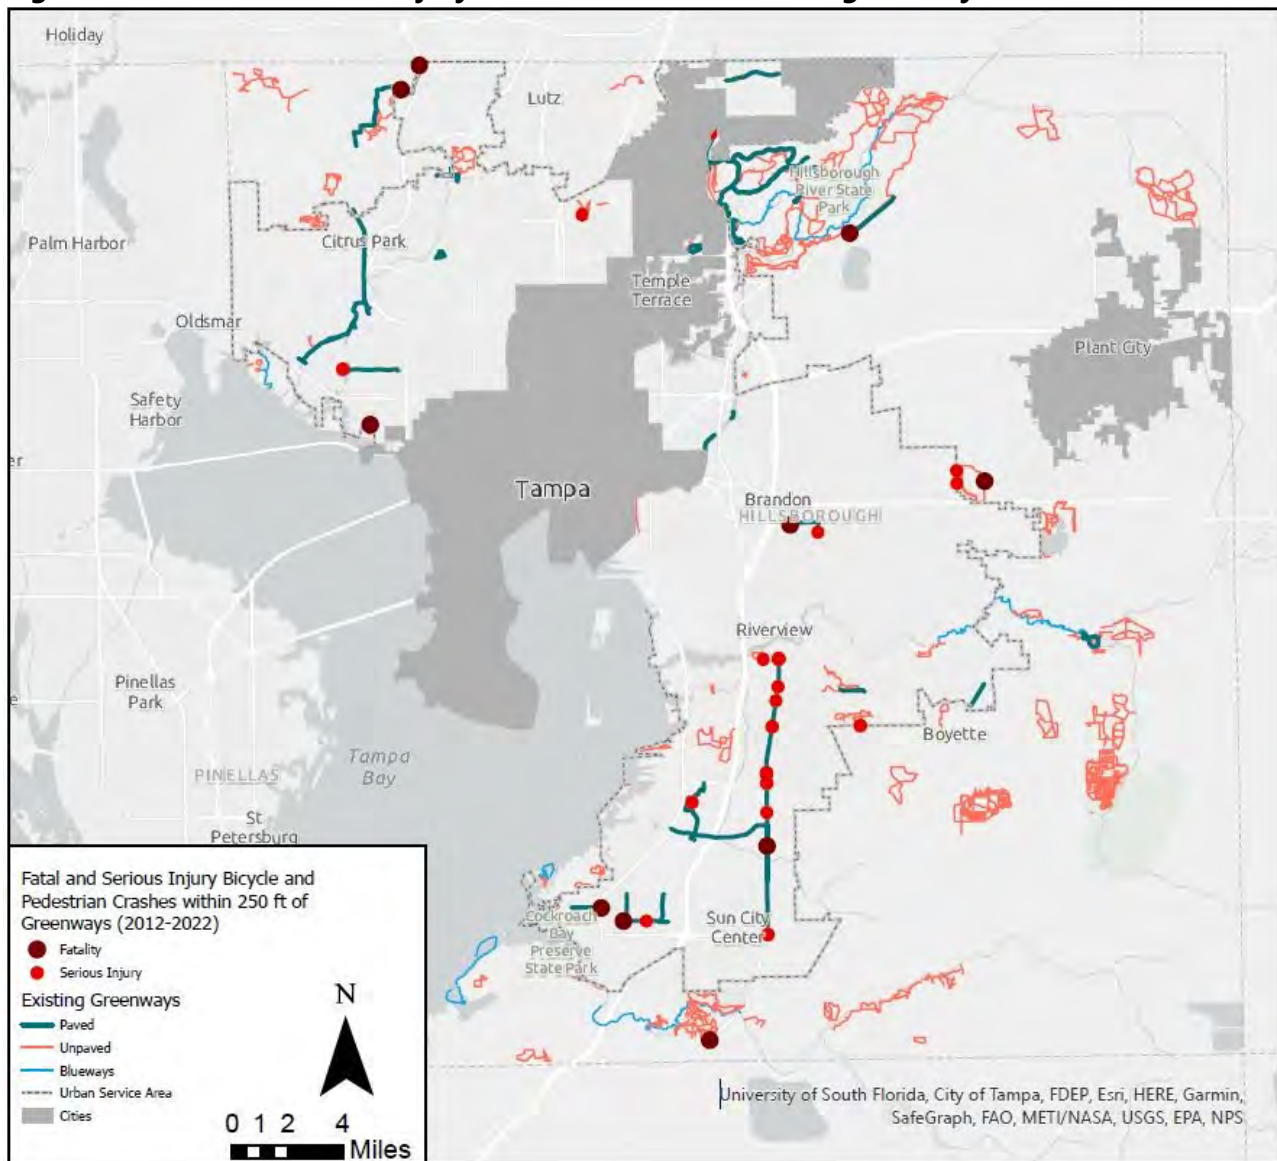 Holiday
Lutz
Hillsborough
River State
Park
Palm Harbor
Citrus Park
Temple
Terrace
Oldsmar
Plant City
Safety
Harbor
er
Tampa
Brandon
HILLSBOROUGH
Riverview
Pinellas
Park
e
Boyette
Tampa
Bay
PINELLAS
St
Petersburg
Cockroach
Bay
Preserve
State Park
Sun City
Center
Fatal and Serious Injury Bicycle and
Pedestrian Crashes within 250 ft of
Greenways (2012-2022)
Fatality
Serious Injury
Existing Greenways
Paved
Unpaved
Blueways
Urban Service Area
Cities
N
0 1 2 4
Miles
University of South Florida, City of Tampa, FDEP, Esri, HERE, Garmin,
SafeGraph, FAO, METI/NASA, USGS, EPA, NPS